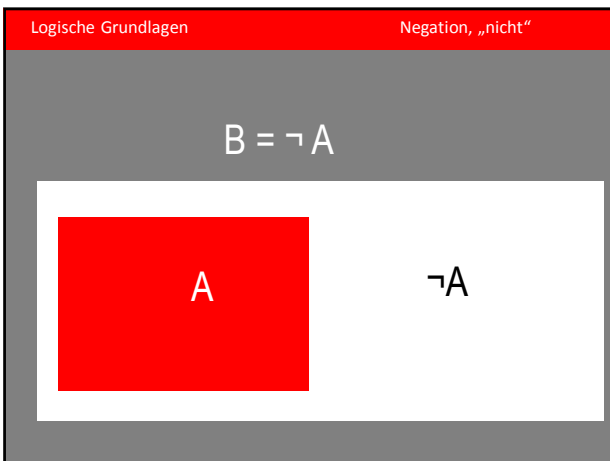 Logische Grundlagen Negation, „nicht“
B = ¬ A
A ¬A